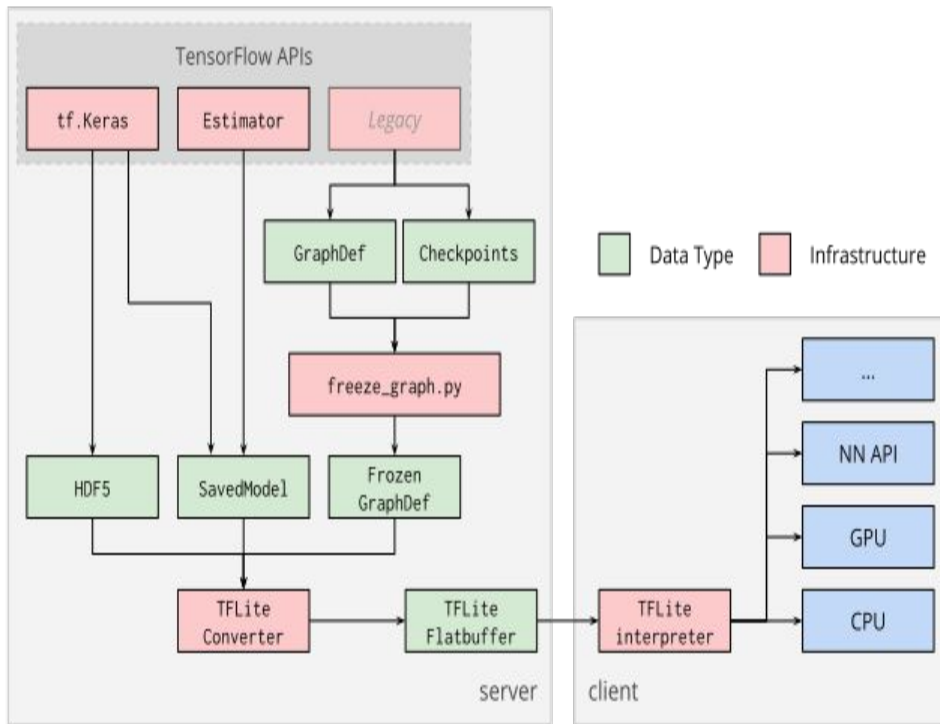 TensorFlow APIs
tf.Keras
Estimator
Legacy
GraphDef
Checkpoints
Data Type
Infrastructure
freeze_graph.py
...
NN API
HDF5
SavedModel
Frozen
GraphDef
GPU
TFLite
Converter
TFLite
Flatbuffer
TFLite
interpreter
CPU
server
client